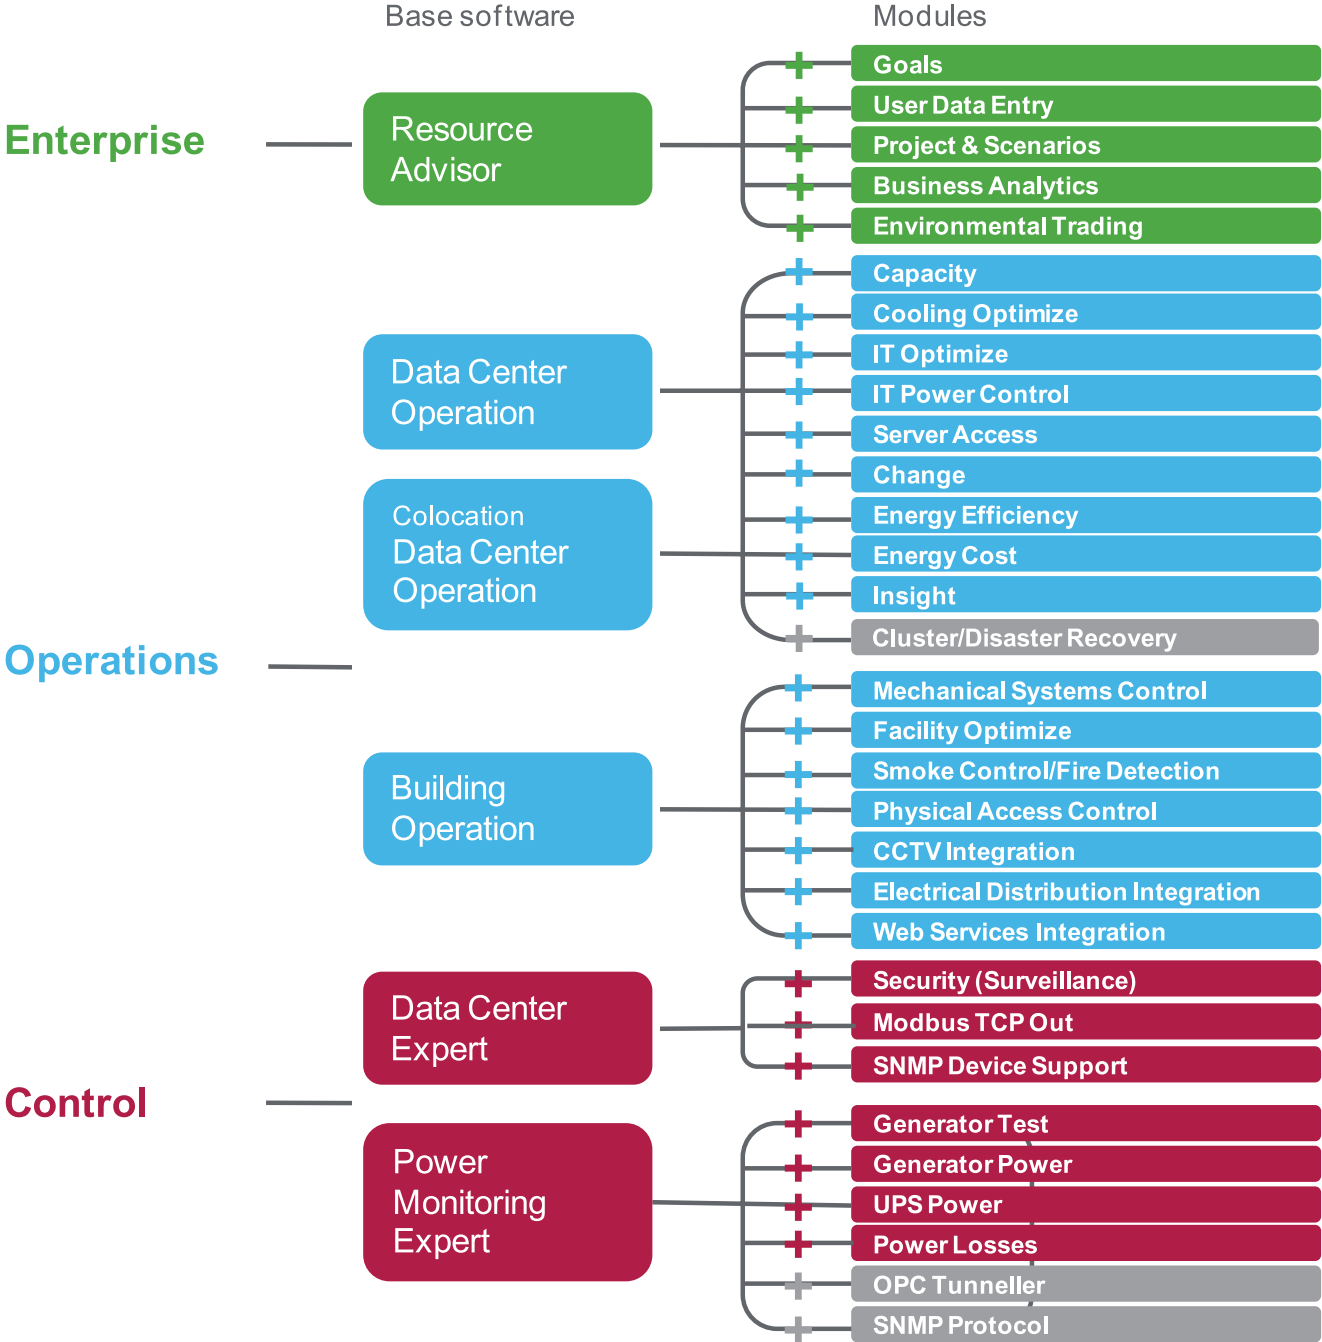 Base software
Modules
Enterprise
Resource
Advisor
Goals
User Data Entry
Project & Scenarios
Business Analytics
Environmental Trading
Operations
Data Center
Operation
Colocation
Data Center
Operation
Capacity
Cooling Optimize
IT Optimize
IT Power Control
Server Access
Change
Energy Efficiency
Energy Cost
Insight
Cluster/Disaster Recovery
Building
Operation
Mechanical Systems Control
Facility Optimize
Smoke Control/Fire Detection
Physical Access Control
CCTV Integration
Electrical Distribution Integration
Web Services Integration
Control
Data Center
Expert
Security (Surveillance)
Modbus TCP Out
SNMP Device Support
Power
Monitoring
Expert
Generator Test
Generator Power
UPS Power
Power Losses
OPC Tunneller
SNMP Protocol